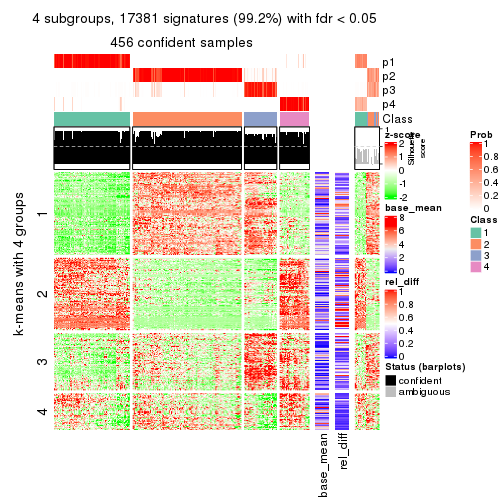 4 subgroups, 17381 signatures (99.2%) with fdr < 0.05
456 confident samples
p1
p2
p3
p4
Class
1
Silhouette
score
z-score
2
1
0
-1
-2
Prob
1
0.8
0.6
0.4
0.2
0
base_mean
8
6
4
2
0
Class
1
2
3
4
rel_diff
1
0.8
0.6
0.4
0.2
0
Status (barplots)
confident
ambiguous
k-means with 4 groups
1
2
3
4
base_mean
rel_diff